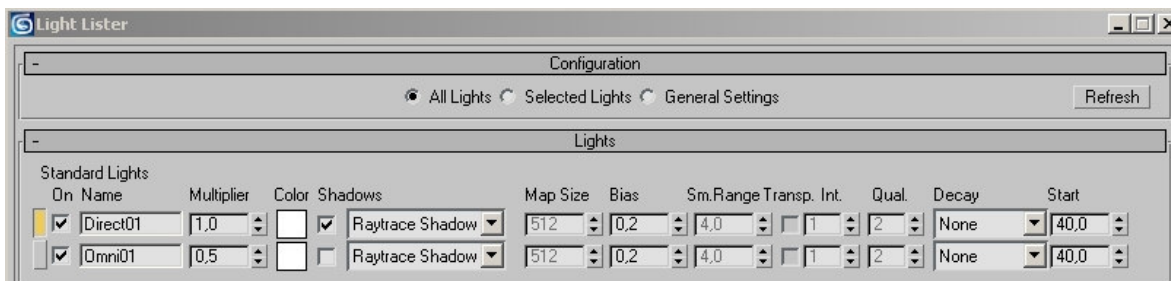 Light Lister
Configuration
All Lights Selected Lights General Settings Refresh
Lights
Standard Lights
On Name Multiplier Color Shadows Map Size Bias Sm.Range Transp. Int. Qual. Decay Start
Direct01 1,0 Raytrace Shadow 512 0,2 4,0 1 2 None 40,0
Omni01 0,5 Raytrace Shadow 512 0,2 4,0 1 2 None 40,0